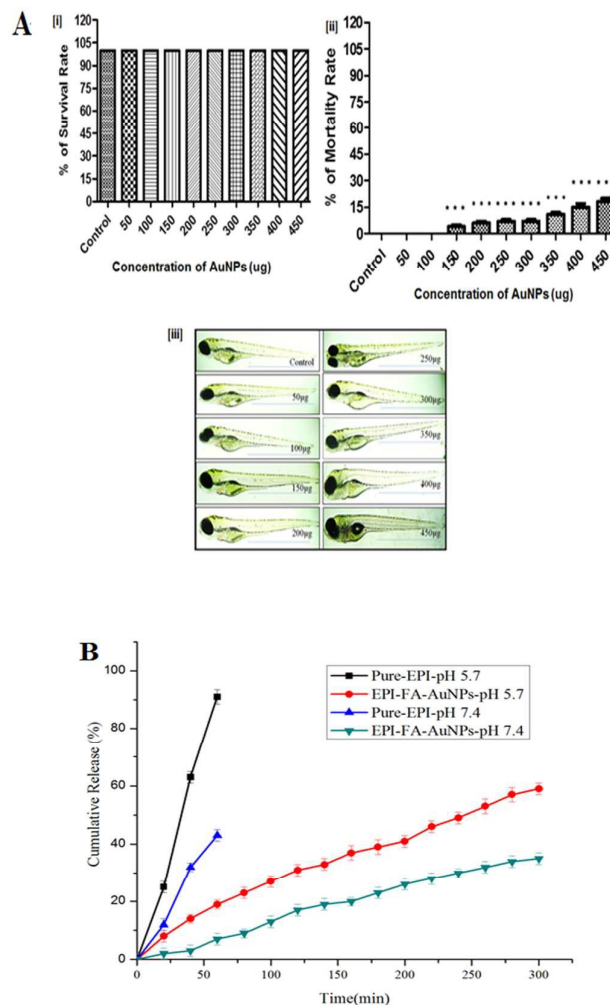 A
[i]
120
105
90
75
60
45
30
15
0
% of Survival Rate
Control
50
100
150
200
250
300
350
400
450
Concentration of AuNPs (ug)
[ii]
120
90
60
30
15
0
% of Mortality Rate
Control
50
100
150
200
250
300
350
400
450
Concentration of AuNPs (ug)
[iii]
Control
250µg
50µg
300µg
100µg
350µg
150µg
400µg
200µg
450µg
B
100
80
60
40
20
0
Cumulative Release (%)
Pure-EPI-pH 5.7
EPI-FA-AuNPs-pH 5.7
Pure-EPI-pH 7.4
EPI-FA-AuNPs-pH 7.4
0
50
100
150
200
250
300
Time(min)